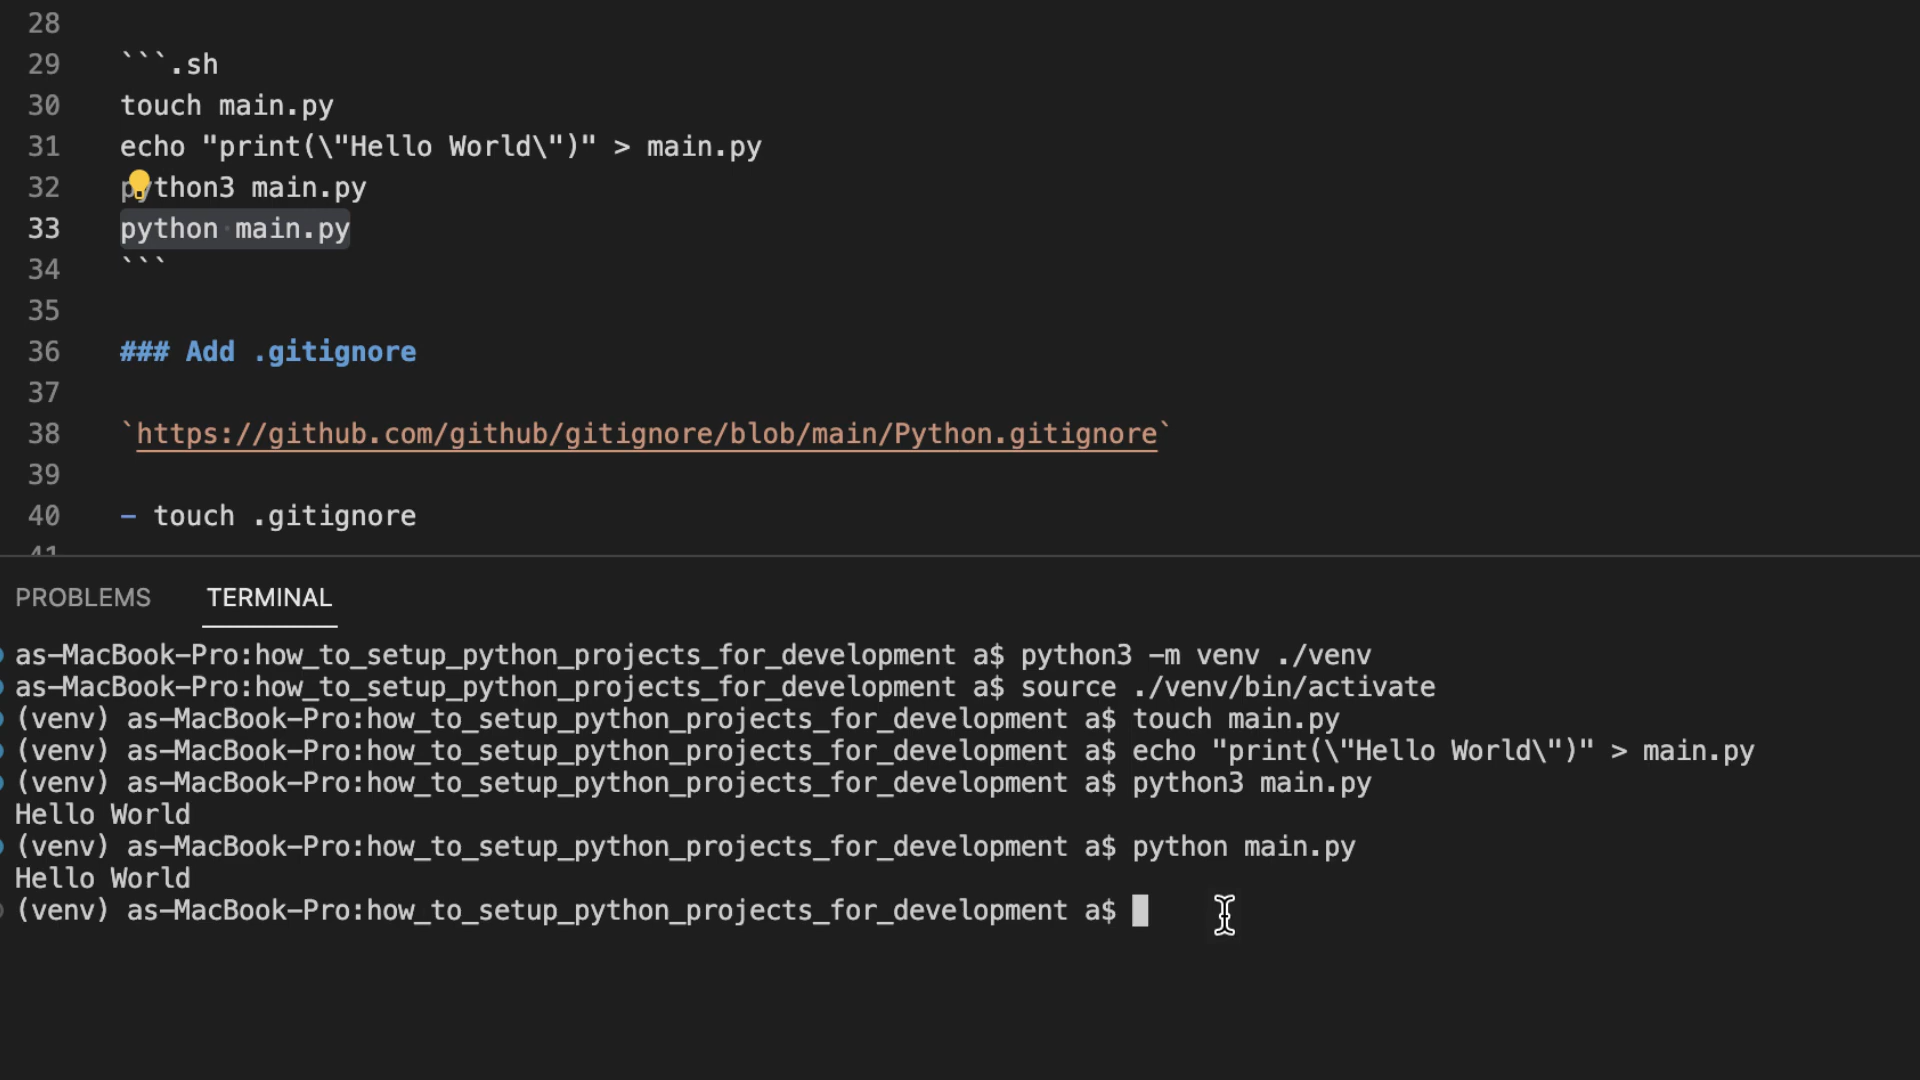 28
29 ```.sh
30 touch main.py
31 echo "print(\"Hello World\")" > main.py
32 python3 main.py
33 python main.py
34 ```
35
36 ### Add .gitignore
37
38 `https://github.com/github/gitignore/blob/main/Python.gitignore`
39
40 - touch .gitignore
41
PROBLEMS TERMINAL
as-MacBook-Pro:how_to_setup_python_projects_for_development a$ python3 -m venv ./venv
as-MacBook-Pro:how_to_setup_python_projects_for_development a$ source ./venv/bin/activate
(venv) as-MacBook-Pro:how_to_setup_python_projects_for_development a$ touch main.py
(venv) as-MacBook-Pro:how_to_setup_python_projects_for_development a$ echo "print(\"Hello World\")" > main.py
(venv) as-MacBook-Pro:how_to_setup_python_projects_for_development a$ python3 main.py
Hello World
(venv) as-MacBook-Pro:how_to_setup_python_projects_for_development a$ python main.py
Hello World
(venv) as-MacBook-Pro:how_to_setup_python_projects_for_development a$